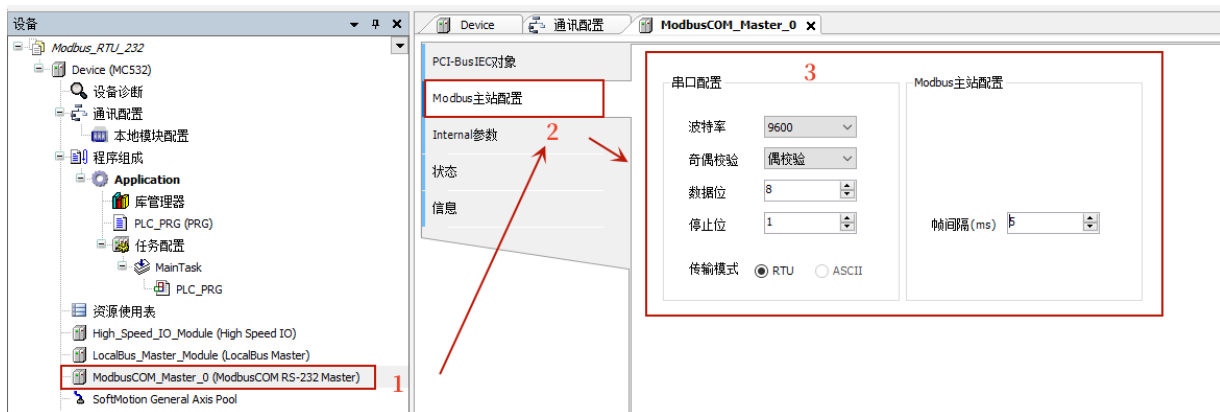 设备
Modbus_RTU_232
Device (MC532)
设备诊断
通讯配置
本地模块配置
程序组成
Application
库管理器
PLC_PRG (PRG)
任务配置
MainTask
PLC_PRG
资源使用表
High_Speed_IO_Module (High Speed IO)
LocalBus_Master_Module (LocalBus Master)
ModbusCOM_Master_0 (ModbusCOM RS-232 Master)
1
SoftMotion General Axis Pool
Device
通讯配置
ModbusCOM_Master_0
PCI-BusIEC对象
Modbus主站配置
Internal参数
2
状态
信息
3
串口配置
波特率 9600
奇偶校验 偶校验
数据位 8
停止位 1
传输模式 RTU ASCII
Modbus主站配置
帧间隔(ms) 5